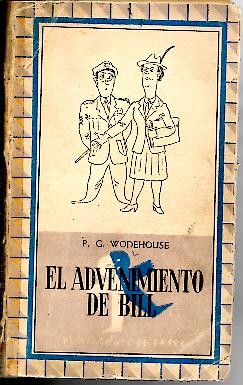 P. G. WODEHOUSE
EL ADVENIMIENTO
DE BILL